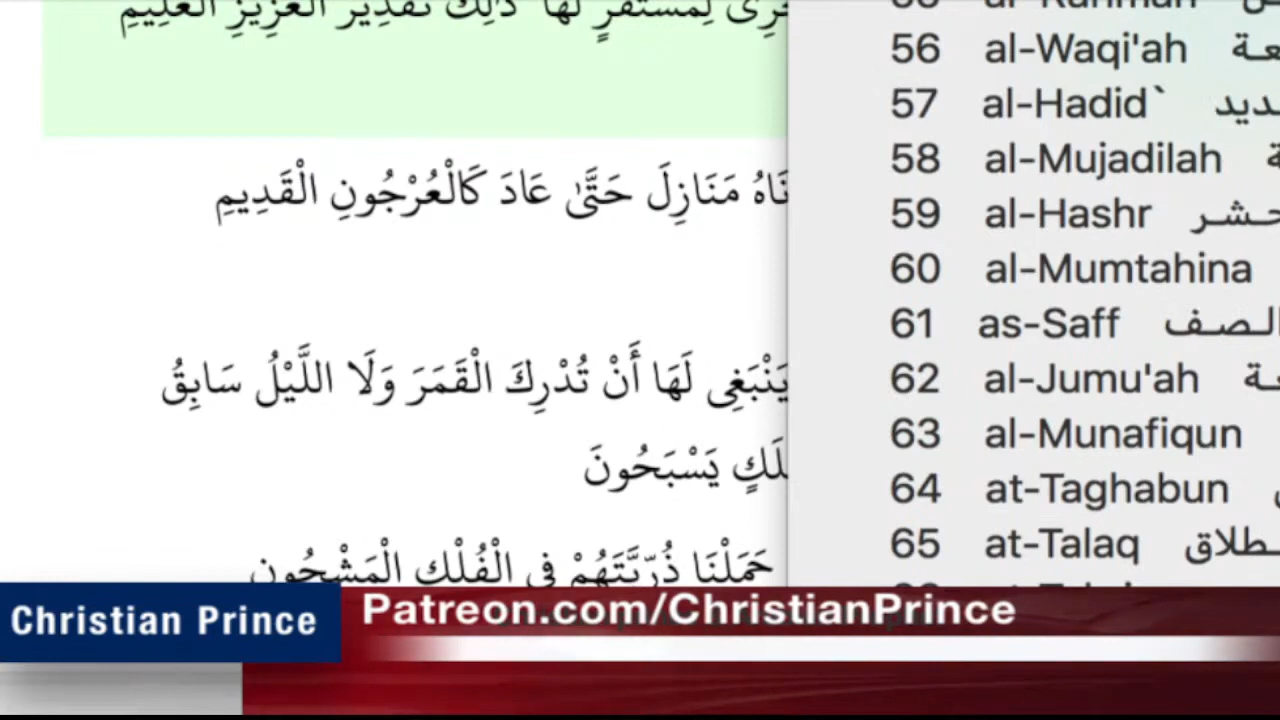 لِمُسْتَقَرٍّ لَهَا ذَٰلِكَ تَقْدِيرُ الْعَزِيزِ الْعَلِيمِ
مَنَازِلَ حَتَّىٰ عَادَ كَالْعُرْجُونِ الْقَدِيمِ
يَنْبَغِي لَهَا أَنْ تُدْرِكَ الْقَمَرَ وَلَا اللَّيْلُ سَابِقُ
يَسْبَحُونَ
حَمَلْنَا ذُرِّيَّتَهُمْ فِي الْفُلْكِ الْمَشْحُونِ
56 al-Waqi'ah
57 al-Hadid`
58 al-Mujadilah
59 al-Hashr
60 al-Mumtahina
61 as-Saff الصف
62 al-Jumu'ah
63 al-Munafiqun
64 at-Taghabun
65 at-Talaq
Christian Prince
Patreon.com/ChristianPrince